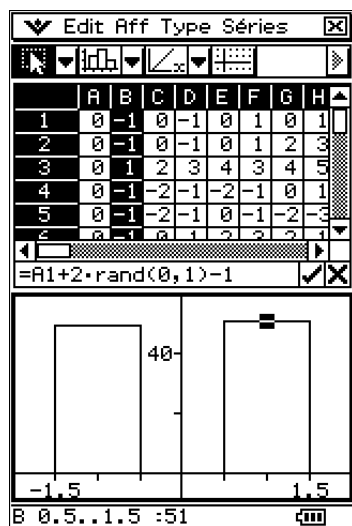 Edit Aff Type Séries
A B C D E F G H
1 0 -1 0 -1 0 1 0 1
2 0 -1 0 -1 0 1 2 3
3 0 1 2 3 4 3 4 5
4 0 -1 -2 -1 -2 -1 0 1
5 0 -1 -2 -1 0 -1 -2 -3
=A1+2·rand(0,1)-1
40
-1.5 1.5
B 0.5..1.5 :51